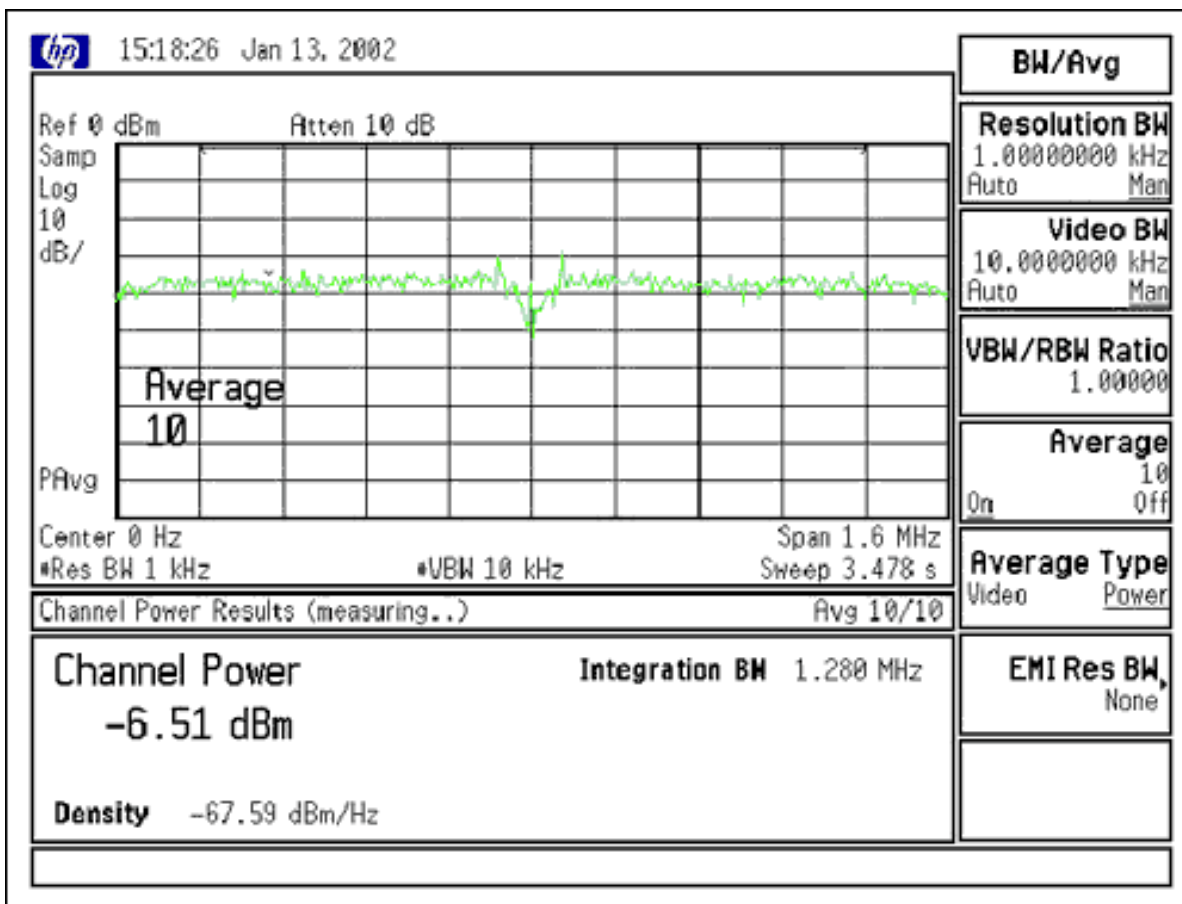 hp 15:18:26 Jan 13, 2002
Ref 0 dBm Atten 10 dB
Samp
Log
10
dB/
Average
10
PAvg
Center 0 Hz Span 1.6 MHz
#Res BW 1 kHz #VBW 10 kHz Sweep 3.478 s
Channel Power Results (measuring..) Avg 10/10
Channel Power Integration BW 1.280 MHz
-6.51 dBm
Density -67.59 dBm/Hz
BW/Avg
Resolution BW
1.00000000 kHz
Auto Man
Video BW
10.0000000 kHz
Auto Man
VBW/RBW Ratio
1.00000
Average
10
On Off
Average Type
Video Power
EMI Res BW
None